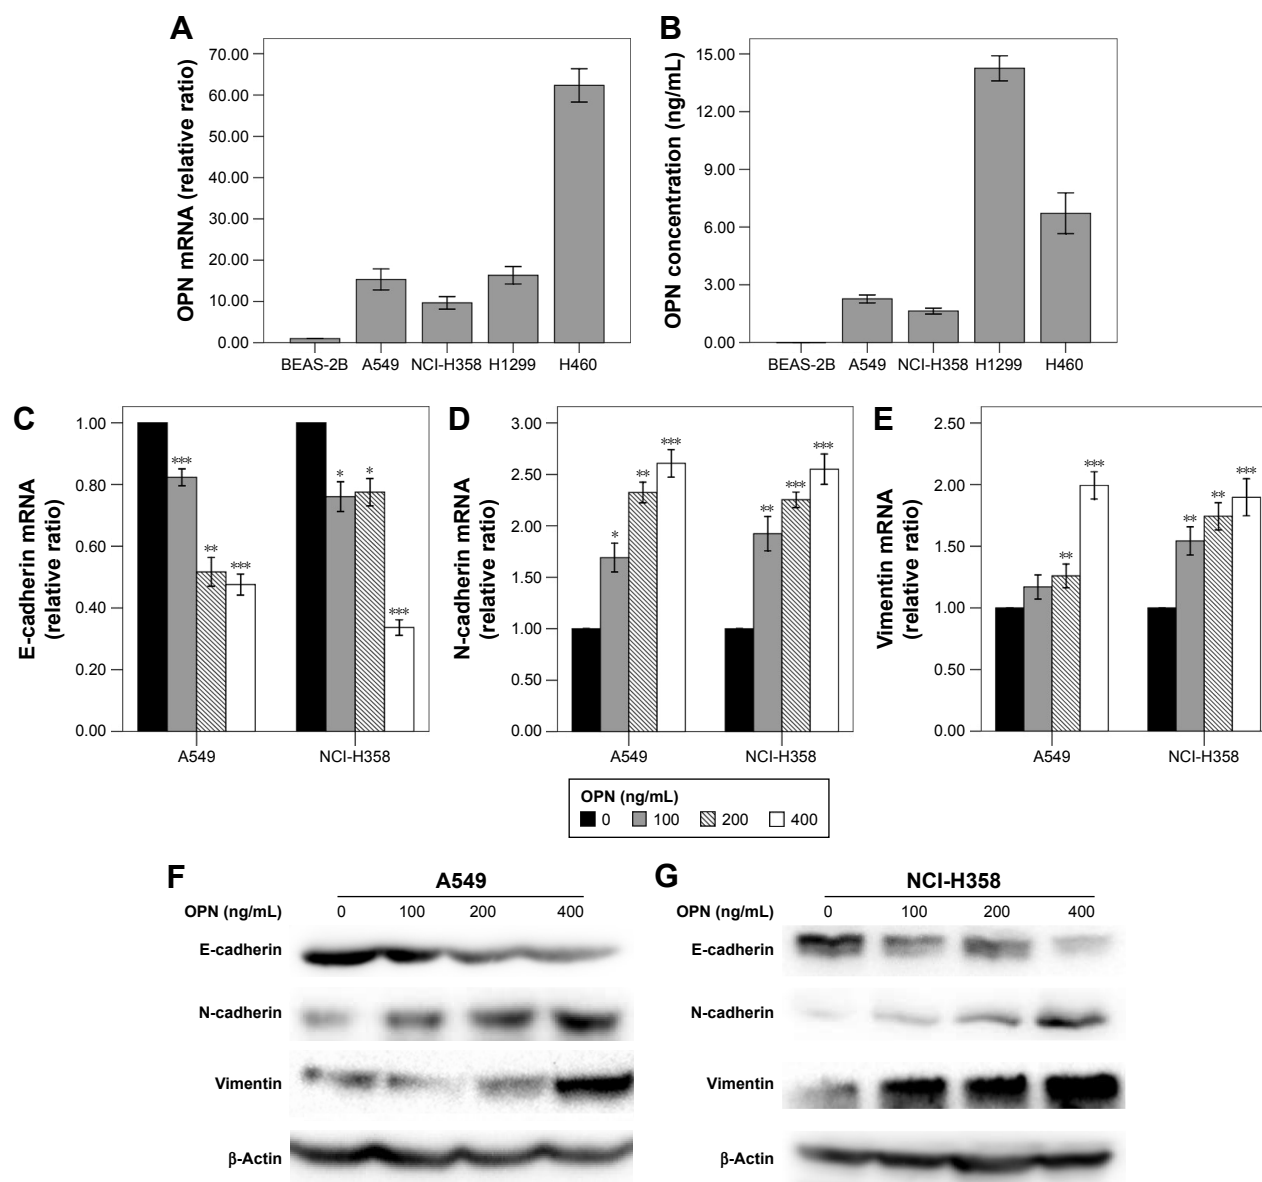 A
OPN mRNA (relative ratio)
70.00
60.00
50.00
40.00
30.00
20.00
10.00
0.00
BEAS-2B A549 NCI-H358 H1299 H460
B
OPN concentration (ng/mL)
15.00
12.00
9.00
6.00
3.00
0.00
BEAS-2B A549 NCI-H358 H1299 H460
C
E-cadherin mRNA
(relative ratio)
1.00
0.80
0.60
0.40
0.20
0.00
*** ** *** * * ***
A549 NCI-H358
D
N-cadherin mRNA
(relative ratio)
3.00
2.50
2.00
1.50
1.00
0.50
0.00
* ** *** ** *** ***
A549 NCI-H358
E
Vimentin mRNA
(relative ratio)
2.50
2.00
1.50
1.00
0.50
0.00
** *** ** ** ***
A549 NCI-H358
OPN (ng/mL)
0 100 200 400
F
A549
OPN (ng/mL) 0 100 200 400
E-cadherin
N-cadherin
Vimentin
β-Actin
G
NCI-H358
OPN (ng/mL) 0 100 200 400
E-cadherin
N-cadherin
Vimentin
β-Actin